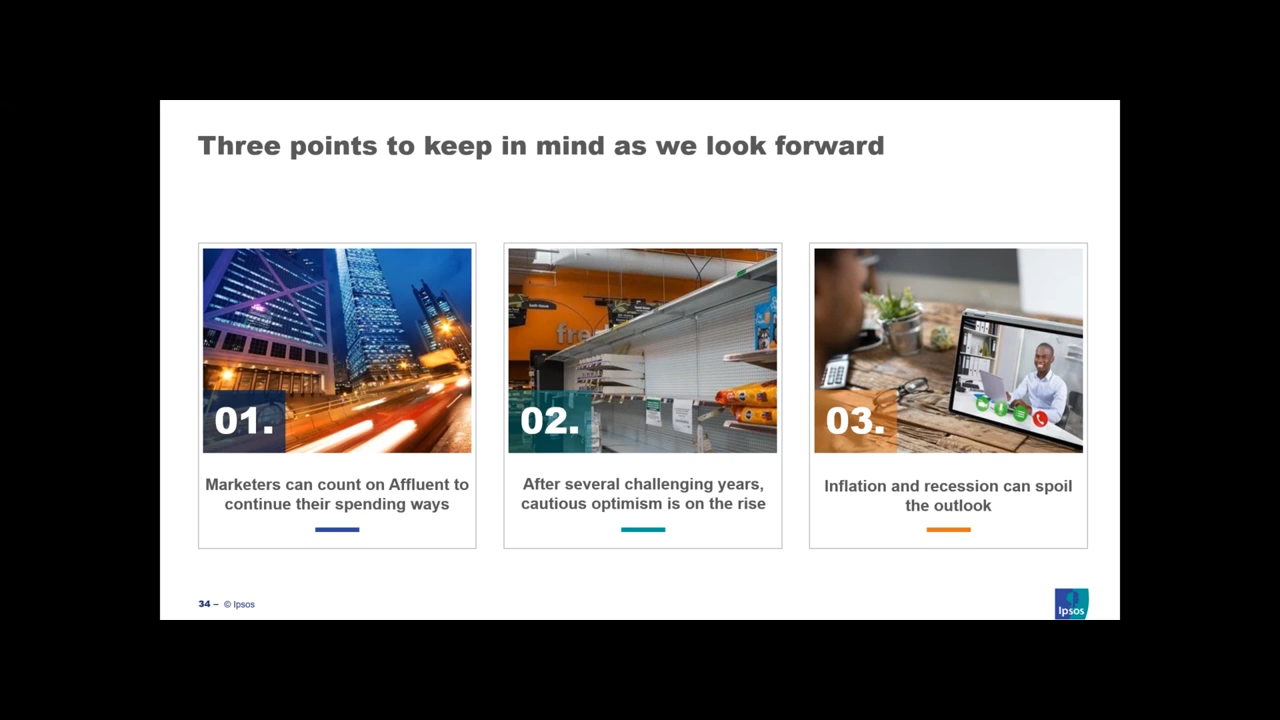 Three points to keep in mind as we look forward
01.
Marketers can count on Affluent to
continue their spending ways
02.
After several challenging years,
cautious optimism is on the rise
03.
Inflation and recession can spoil
the outlook
34 – © Ipsos
Ipsos